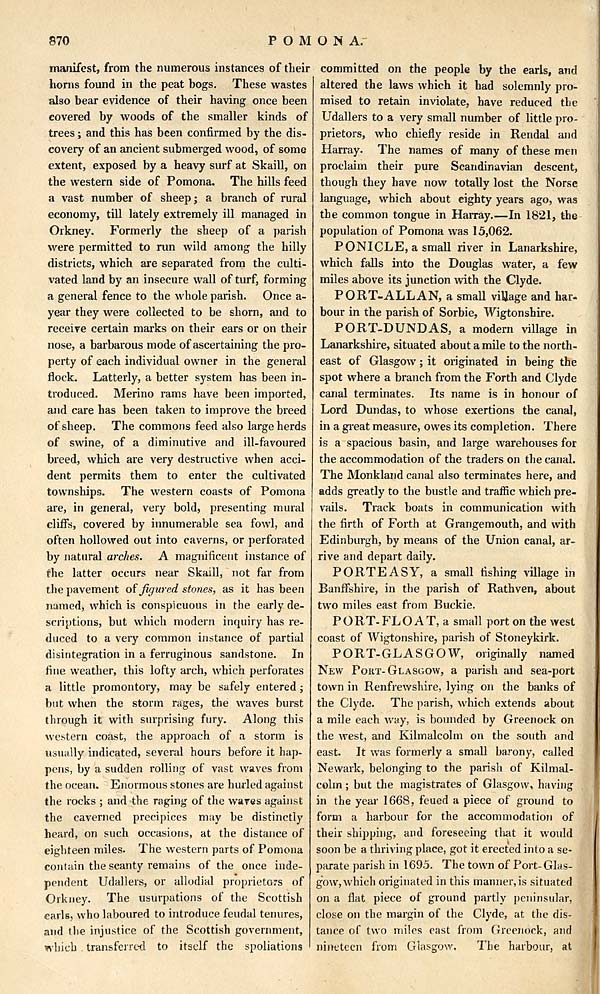 870
POMONA.
manifest, from the numerous instances of their
horns found in the peat bogs. These wastes
also bear evidence of their having once been
covered by woods of the smaller kinds of
trees; and this has been confirmed by the dis-
covery of an ancient submerged wood, of some
extent, exposed by a heavy surf at Skaill, on
the western side of Pomona. The hills feed
a vast number of sheep; a branch of rural
economy, till lately extremely ill managed in
Orkney. Formerly the sheep of a parish
were permitted to run wild among the hilly
districts, which are separated from the culti-
vated land by an insecure wall of turf, forming
a general fence to the whole parish. Once a-
year they were collected to be shorn, and to
receive certain marks on their ears or on their
nose, a barbarous mode of ascertaining the pro-
perty of each individual owner in the general
flock. Latterly, a better system has been in-
troduced. Merino rams have been imported,
and care has been taken to improve the breed
of sheep. The commons feed also large herds
of swine, of a diminutive and ill-favoured
breed, which are very destructive when acci-
dent permits them to enter the cultivated
townships. The western coasts of Pomona
are, in general, very bold, presenting mural
cliffs, covered by innumerable sea fowl, and
often hollowed out into caverns, or perforated
by natural arches. A magnificent instance of
the latter occurs near Skaill, not far from
the pavement of figured stones, as it has been
named, which is conspicuous in the early de-
scriptions, but which modern inquiry has re-
duced to a very common instance of partial
disintegration in a ferruginous sandstone. In
fine weather, this lofty arch, which perforates
a little promontory, may be safely entered;
but when the storm rages, the waves burst
through it with surprising fury. Along this
western coast, the approach of a storm is
usually indicated, several hours before it hap-
pens, by a sudden rolling of vast waves from
the ocean. Enormous stones are hurled against
the rocks; and the raging of the waves against
the caverned precipices may be distinctly
heard, on such occasions, at the distance of
eighteen miles. The western parts of Pomona
contain the scanty remains of the once inde-
pendent Udallers, or allodial proprietors of
Orkney. The usurpations of the Scottish
earls, who laboured to introduce feudal tenures,
and the injustice of the Scottish government,
which transferred to itself the spoliations
committed on the people by the earls, and
altered the laws which it had solemnly pro-
mised to retain inviolate, have reduced the
Udallers to a very small number of little pro-
prietors, who chiefly reside in Rendal and
Harray. The names of many of these men
proclaim their pure Scandinavian descent,
though they have now totally lost the Norse
language, which about eighty years ago, was
the common tongue in Harray.—In 1821, the
population of Pomona was 15,062.
PONICLE, a small river in Lanarkshire,
which falls into the Douglas water, a few
miles above its junction with the Clyde.
PORT-ALLAN, a small village and har-
bour in the parish of Sorbie, Wigtonshire.
PORT-DUNDAS, a modern village in
Lanarkshire, situated about a mile to the north-
east of Glasgow; it originated in being the
spot where a branch from the Forth and Clyde
canal terminates. Its name is in honour of
Lord Dundas, to whose exertions the canal,
in a great measure, owes its completion. There
is a spacious basin, and large warehouses for
the accommodation of the traders on the canal.
The Monkland canal also terminates here, and
adds greatly to the bustle and traffic which pre-
vails. Track boats in communication with
the firth of Forth at Grangemouth, and with
Edinburgh, by means of the Union canal, ar-
rive and depart daily.
PORTEASY, a small fishing village in
Banffshire, in the parish of Rathven, about
two miles east from Buckie.
PORT-FLOAT, a small port on the west
coast of Wigtonshire, parish of Stoneykirk.
PORT-GLASGOW, originally named
NEW PORT-GLASGOW, a parish and sea-port
town in Renfrewshire, lying on the banks of
the Clyde. The parish, which extends about
a mile each way, is bounded by Greenock on
the west, and Kilmalcolm on the south and
east. It was formerly a small barony, called
Newark, belonging to the parish of Kilmal-
colm; but the magistrates of Glasgow, having
in the year 1668, feued a piece of ground to
form a harbour for the accommodation of
their shipping, and foreseeing that it would
soon be a thriving place, got it erected into a se-
parate parish in 1695. The town of Port-Glas-
gow, which originated in this manner, is situated
on a flat piece of ground partly peninsular,
close on the margin of the Clyde, at the dis-
tance of two miles east from Greenock, and
nineteen from Glasgow. The harbour, at